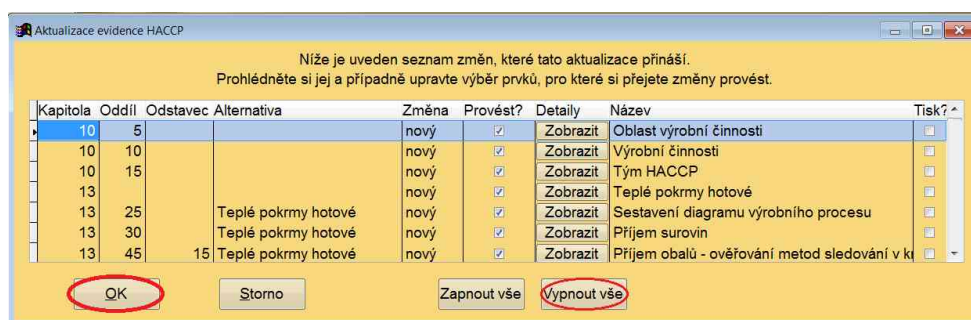 Aktualizace evidence HACCP
Níže je uveden seznam změn, které tato aktualizace přináší.
Prohlédněte si jej a případně upravte výběr prvků, pro které si přejete změny provést.
Kapitola Oddíl Odstavec Alternativa Změna Provést? Detaily Název Tisk?
10 5 nový Zobrazit Oblast výrobní činnosti
10 10 nový Zobrazit Výrobní činnosti
10 15 nový Zobrazit Tým HACCP
13 nový Zobrazit Teplé pokrmy hotové
13 25 Teplé pokrmy hotové nový Zobrazit Sestavení diagramu výrobního procesu
13 30 Teplé pokrmy hotové nový Zobrazit Příjem surovin
13 45 15 Teplé pokrmy hotové nový Zobrazit Příjem obalů - ověřování metod sledování v
OK Storno Zapnout vše Vypnout vše